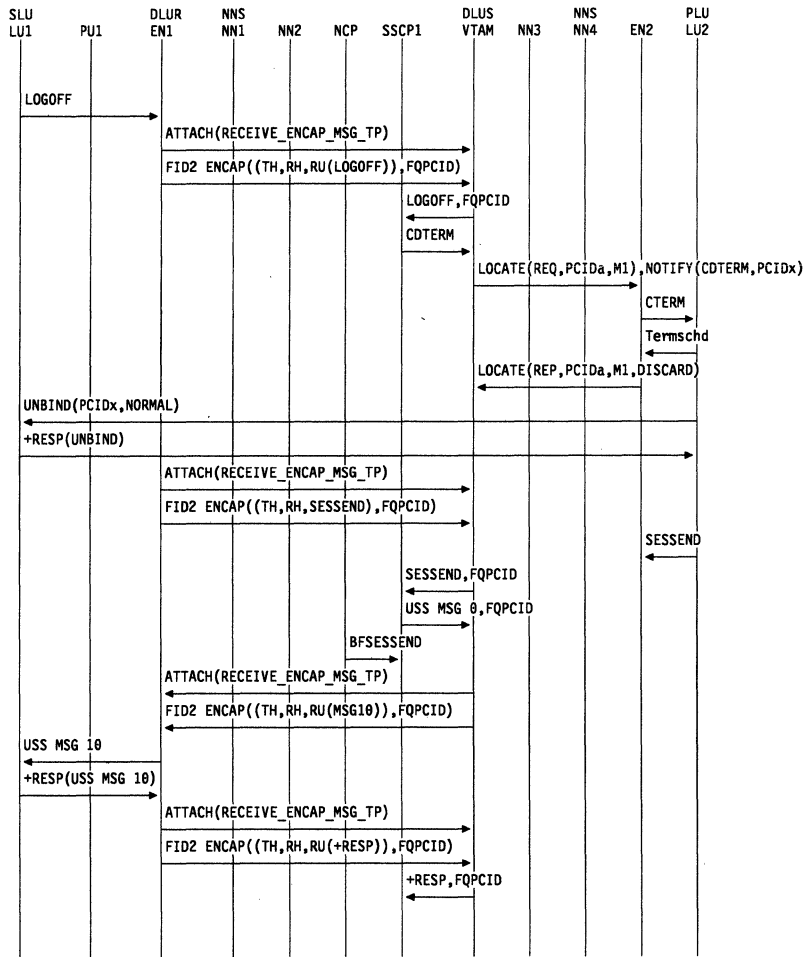 SLU DLUR NNS DLUS NNS PLU
LU1 PU1 EN1 NN1 NN2 NCP SSCP1 VTAM NN3 NN4 EN2 LU2
LOGOFF
ATTACH(RECEIVE_ENCAP_MSG_TP)
FID2 ENCAP((TH,RH,RU(LOGOFF)),FQPCID)
LOGOFF,FQPCID
CDTERM
LOCATE(REQ,PCIDa,M1),NOTIFY(CDTERM,PCIDx)
CTERM
Termschd
LOCATE(REP,PCIDa,M1,DISCARD)
UNBIND(PCIDx,NORMAL)
+RESP(UNBIND)
ATTACH(RECEIVE_ENCAP_MSG_TP)
FID2 ENCAP((TH,RH,SESSEND),FQPCID)
SESSEND
SESSEND,FQPCID
USS MSG 0,FQPCID
BFSESSEND
ATTACH(RECEIVE_ENCAP_MSG_TP)
FID2 ENCAP((TH,RH,RU(MSG10)),FQPCID)
USS MSG 10
+RESP(USS MSG 10)
ATTACH(RECEIVE_ENCAP_MSG_TP)
FID2 ENCAP((TH,RH,RU(+RESP)),FQPCID)
+RESP,FQPCID